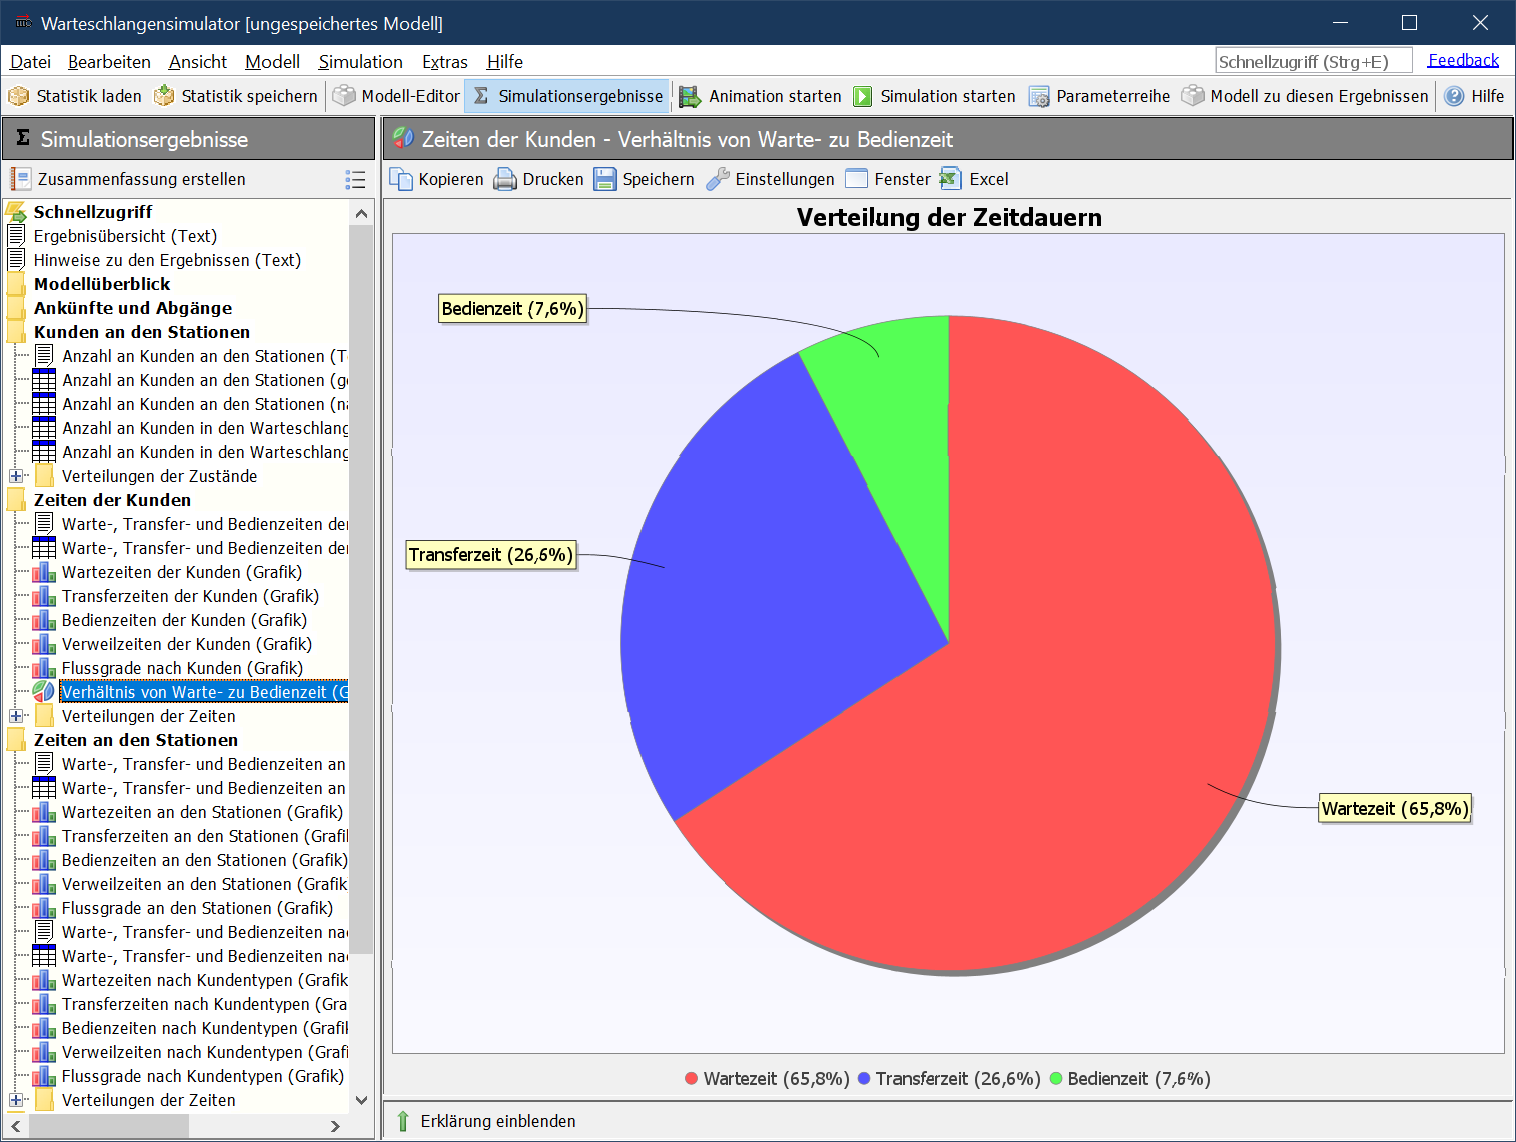 Warteschlangensimulator [ungespeichertes Modell]
Datei Bearbeiten Ansicht Modell Simulation Extras Hilfe Schnellzugriff (Strg+E) Feedback
Statistik laden Statistik speichern Modell-Editor Σ Simulationsergebnisse Animation starten Simulation starten Parameterreihe Modell zu diesen Ergebnissen Hilfe
Σ Simulationsergebnisse
Zusammenfassung erstellen
Schnellzugriff
Ergebnisübersicht (Text)
Hinweise zu den Ergebnissen (Text)
Modellüberblick
Ankünfte und Abgänge
Kunden an den Stationen
Anzahl an Kunden an den Stationen (T
Anzahl an Kunden an den Stationen (ge
Anzahl an Kunden an den Stationen (na
Anzahl an Kunden in den Warteschlang
Anzahl an Kunden in den Warteschlang
Verteilungen der Zustände
Zeiten der Kunden
Warte-, Transfer- und Bedienzeiten der
Warte-, Transfer- und Bedienzeiten der
Wartezeiten der Kunden (Grafik)
Transferzeiten der Kunden (Grafik)
Bedienzeiten der Kunden (Grafik)
Verweilzeiten der Kunden (Grafik)
Flussgrade nach Kunden (Grafik)
Verhältnis von Warte- zu Bedienzeit (G
Verteilungen der Zeiten
Zeiten an den Stationen
Warte-, Transfer- und Bedienzeiten an
Warte-, Transfer- und Bedienzeiten an
Wartezeiten an den Stationen (Grafik)
Transferzeiten an den Stationen (Grafil
Bedienzeiten an den Stationen (Grafik)
Verweilzeiten an den Stationen (Grafik
Flussgrade an den Stationen (Grafik)
Warte-, Transfer- und Bedienzeiten nac
Warte-, Transfer- und Bedienzeiten nac
Wartezeiten nach Kundentypen (Grafik
Transferzeiten nach Kundentypen (Gra
Bedienzeiten nach Kundentypen (Grafil
Verweilzeiten nach Kundentypen (Grafi
Flussgrade nach Kundentypen (Grafik)
Verteilungen der Zeiten
Zeiten der Kunden - Verhältnis von Warte- zu Bedienzeit
Kopieren Drucken Speichern Einstellungen Fenster Excel
Verteilung der Zeitdauern
Bedienzeit (7,6%)
Transferzeit (26,6%)
Wartezeit (65,8%)
Wartezeit (65,8%) Transferzeit (26,6%) Bedienzeit (7,6%)
Erklärung einblenden